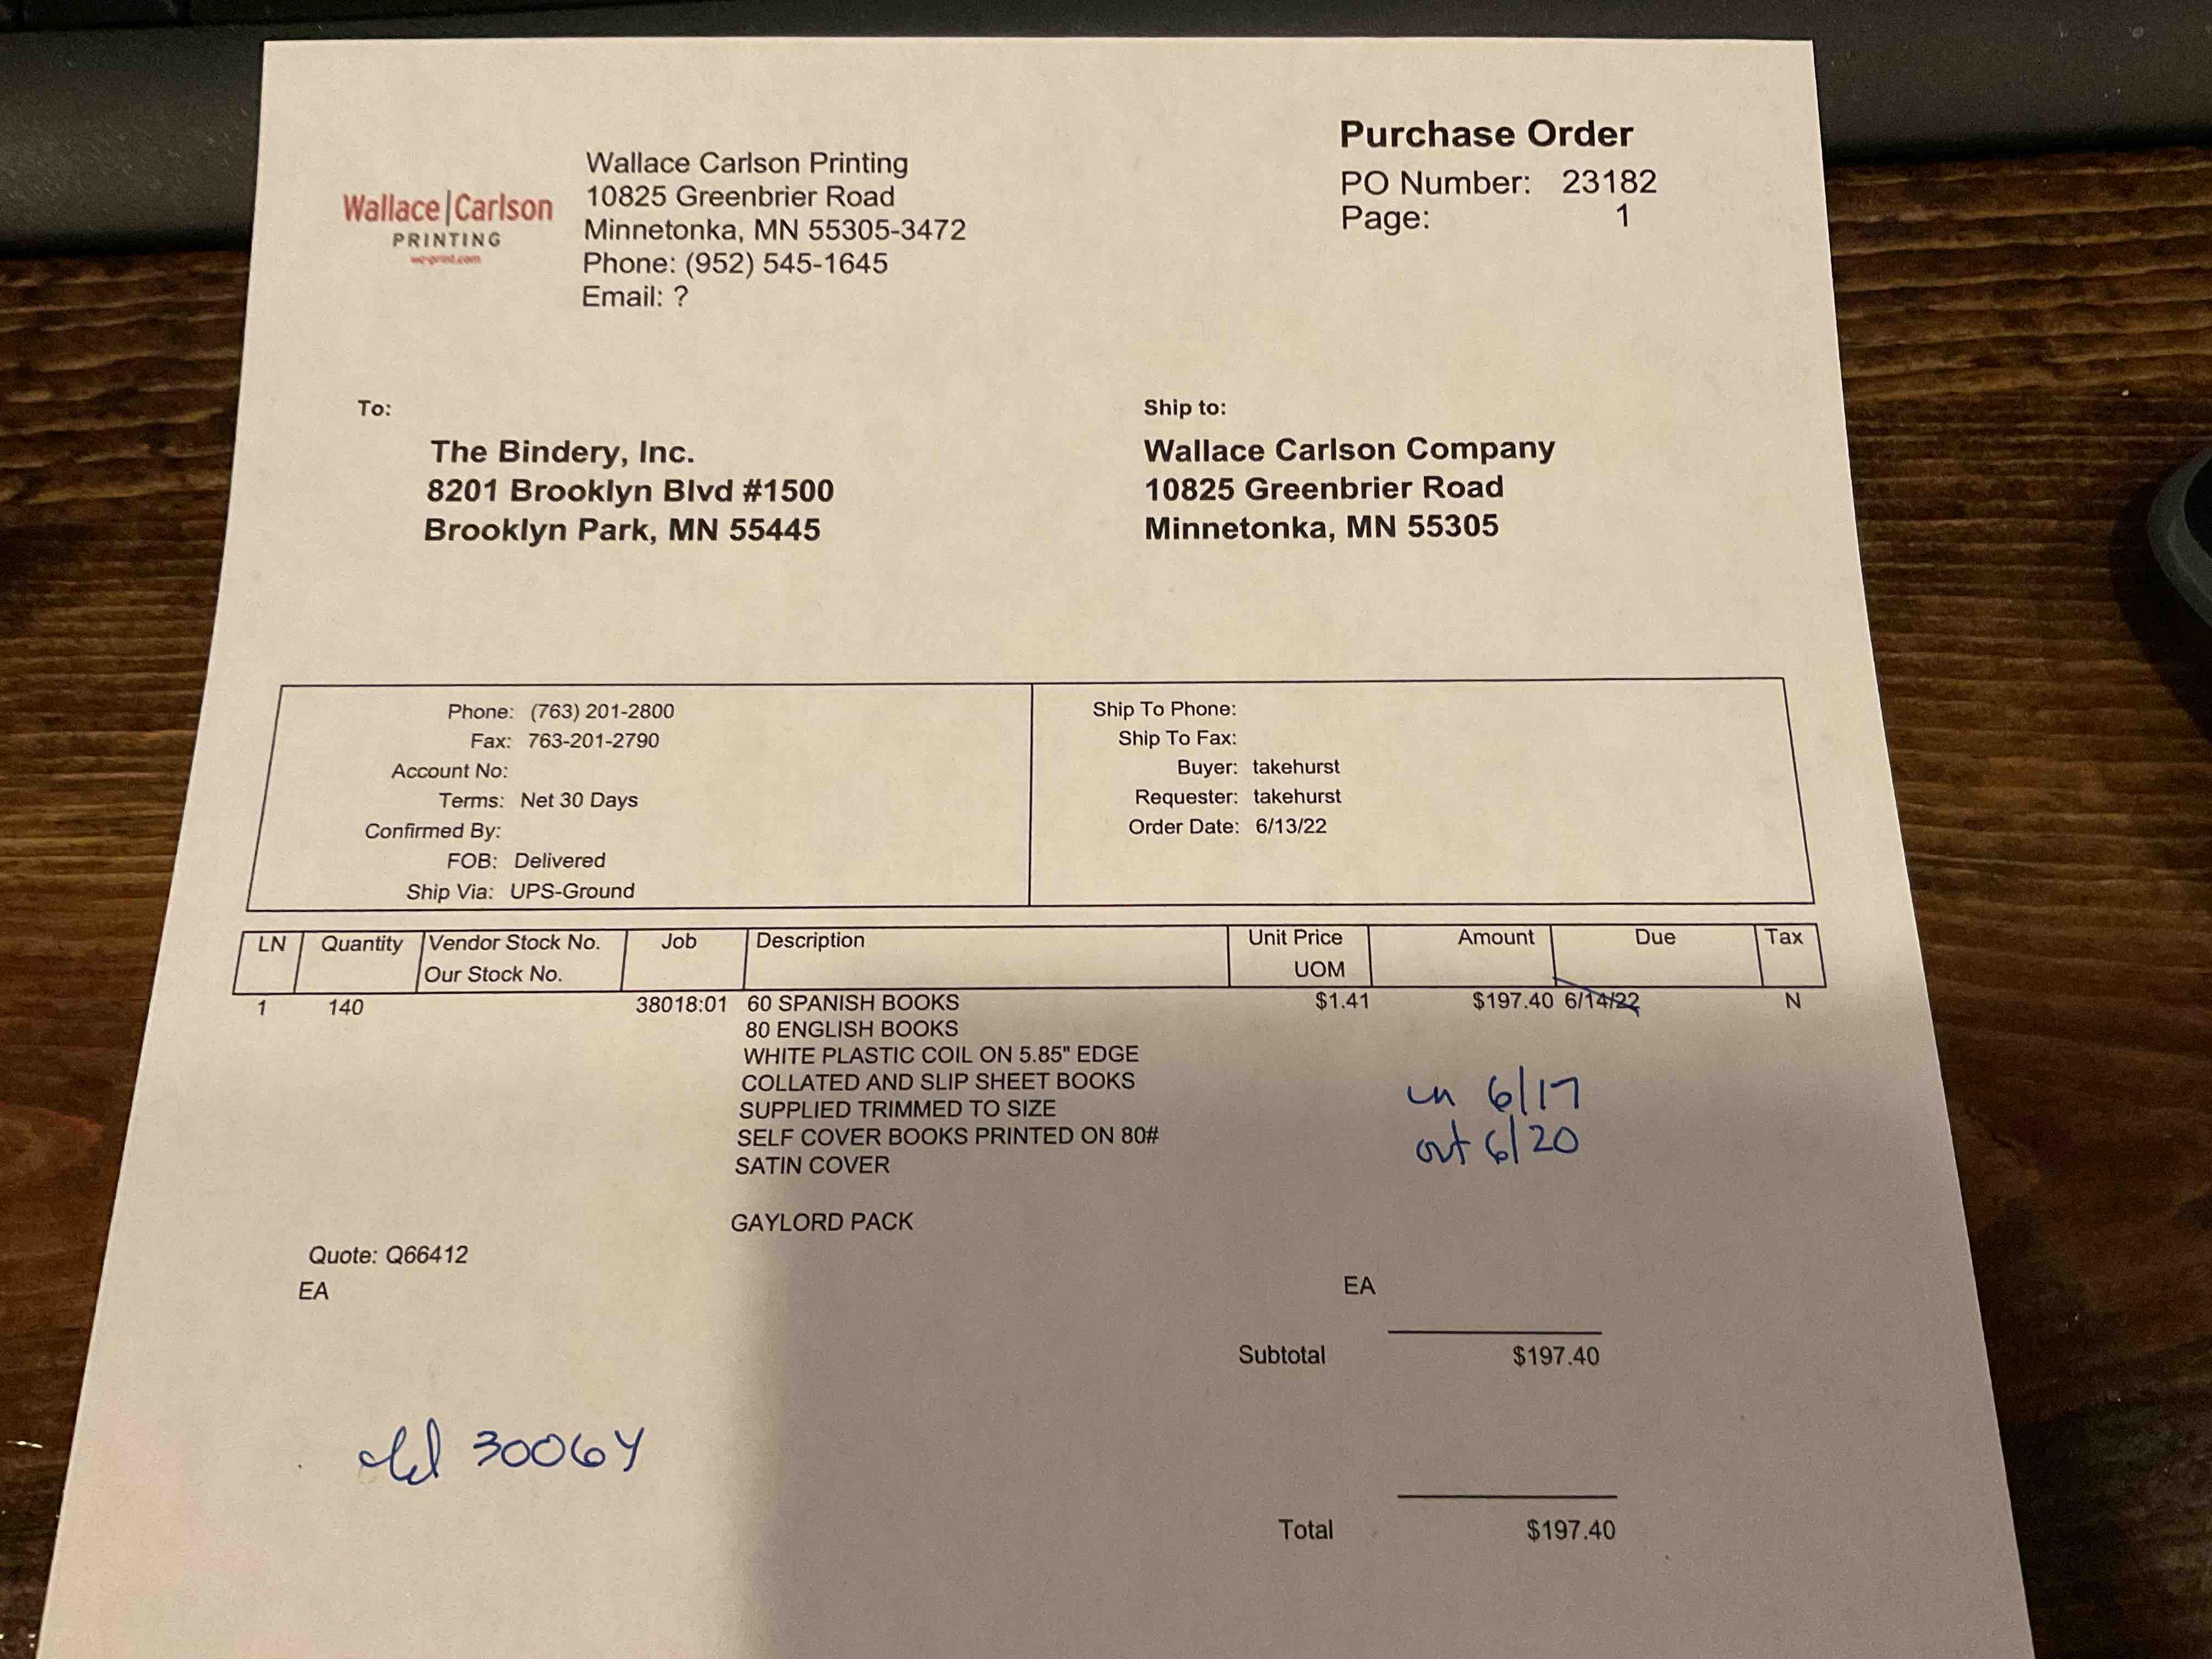 Purchase Order
PO Number: 23182
Page: 1
Wallace|Carlson
PRINTING
wc-print.com
Wallace Carlson Printing
10825 Greenbrier Road
Minnetonka, MN 55305-3472
Phone: (952) 545-1645
Email: ?
To:
The Bindery, Inc.
8201 Brooklyn Blvd #1500
Brooklyn Park, MN 55445
Ship to:
Wallace Carlson Company
10825 Greenbrier Road
Minnetonka, MN 55305
Phone: (763) 201-2800
Fax: 763-201-2790
Account No:
Terms: Net 30 Days
Confirmed By:
FOB: Delivered
Ship Via: UPS-Ground
Ship To Phone:
Ship To Fax:
Buyer: takehurst
Requester: takehurst
Order Date: 6/13/22
LN Quantity Vendor Stock No. Job Description Unit Price Amount Due Tax
Our Stock No. UOM
1 140 38018:01 60 SPANISH BOOKS $1.41 $197.40 6/14/22 N
80 ENGLISH BOOKS
WHITE PLASTIC COIL ON 5.85" EDGE
COLLATED AND SLIP SHEET BOOKS
SUPPLIED TRIMMED TO SIZE
SELF COVER BOOKS PRINTED ON 80#
SATIN COVER
in 6/17
out 6/20
GAYLORD PACK
Quote: Q66412
EA EA
Subtotal $197.40
30064
Total $197.40